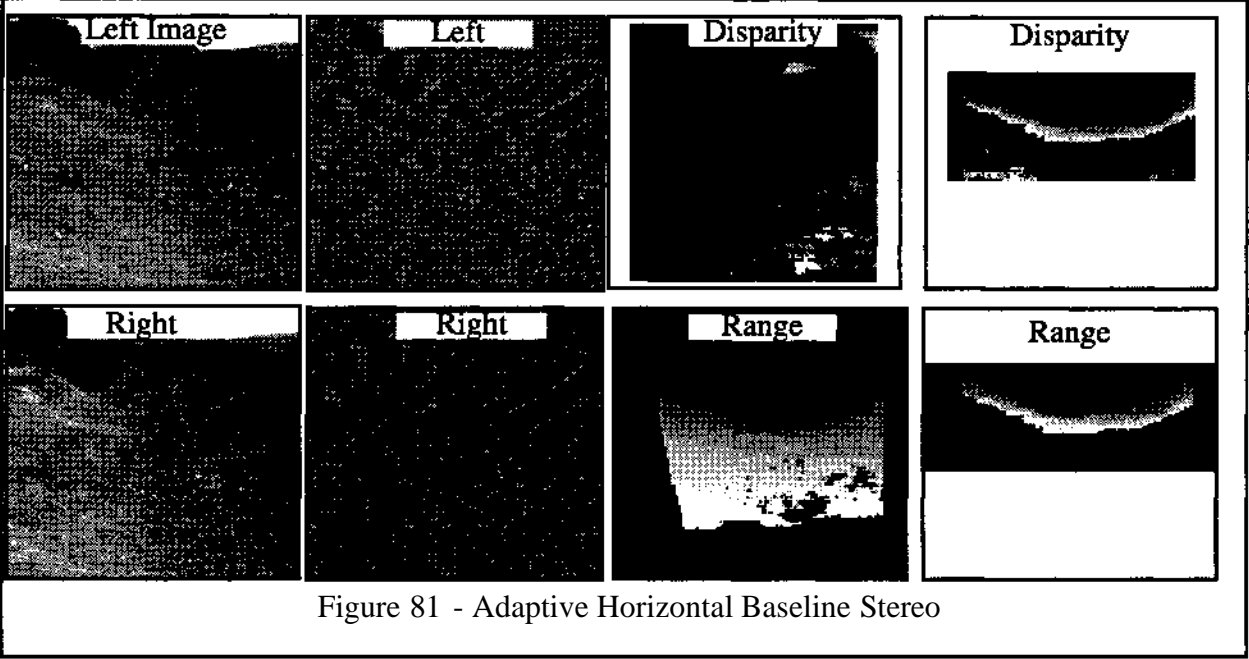 Left Image
Left
Disparity
Disparity
Right
Right
Range
Range
Figure 81 - Adaptive Horizontal Baseline Stereo